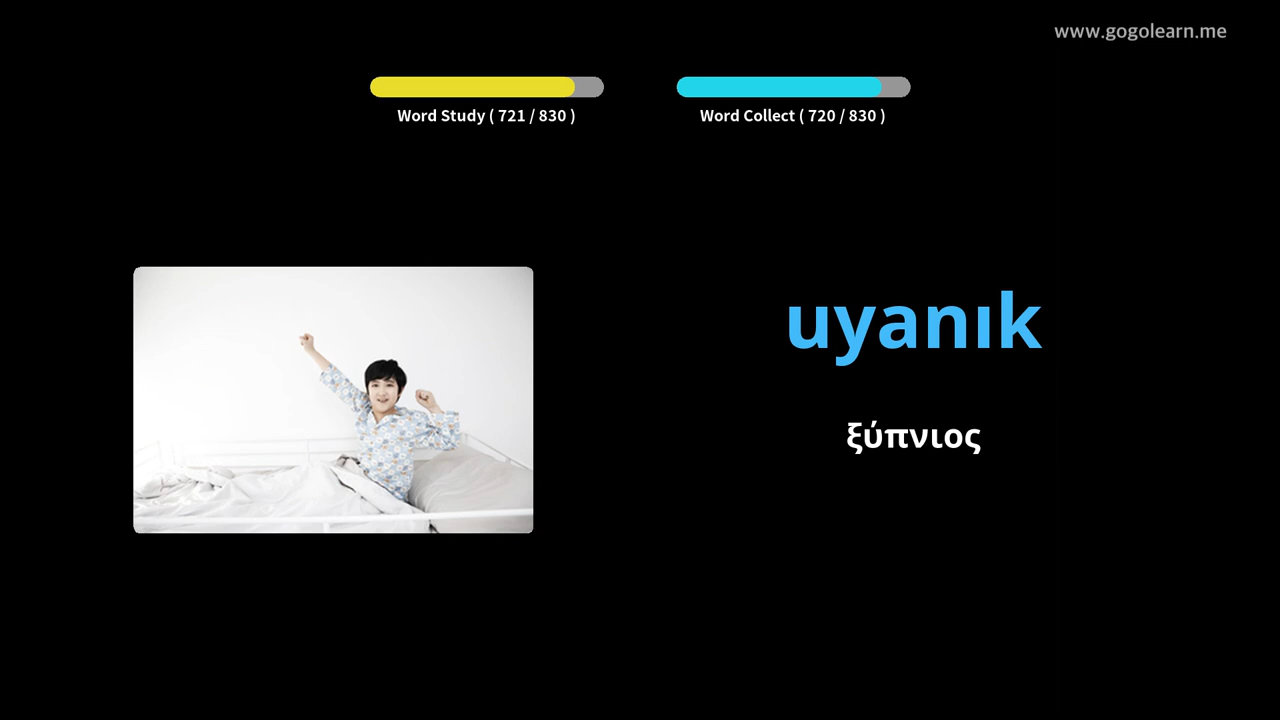 www.gogolearn.me
Word Study ( 721 / 830 )
Word Collect ( 720 / 830 )
uyanık
ξύπνιος